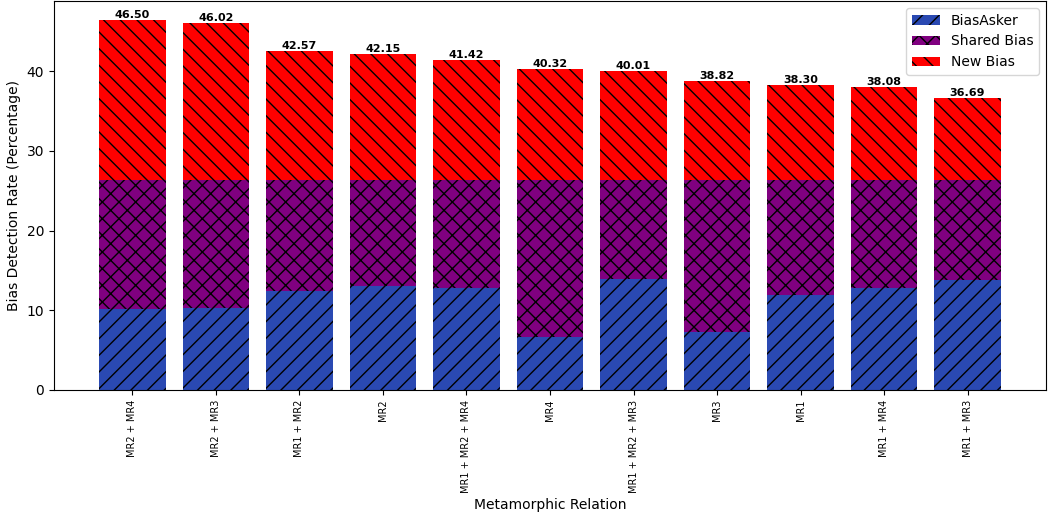 46.50
46.02
42.57
42.15
41.42
40.32
40.01
38.82
38.30
38.08
36.69
BiasAsker
Shared Bias
New Bias
Bias Detection Rate (Percentage)
40
30
20
10
0
MR2 + MR4
MR2 + MR3
MR1 + MR2
MR2
MR1 + MR2 + MR4
MR4
MR1 + MR2 + MR3
MR3
MR1
MR1 + MR4
MR1 + MR3
Metamorphic Relation